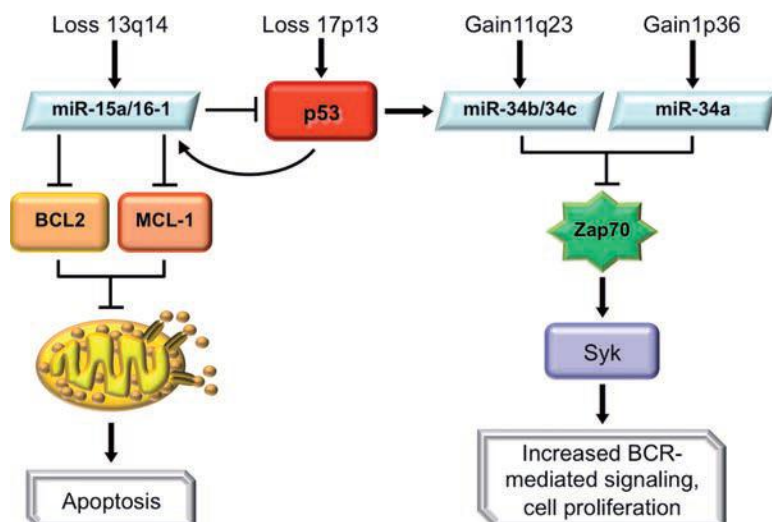 Loss 13q14
Loss 17p13
Gain11q23
Gain1p36
miR-15a/16-1
p53
miR-34b/34c
miR-34a
BCL2
MCL-1
Zap70
Syk
Apoptosis
Increased BCR-
mediated signaling,
cell proliferation